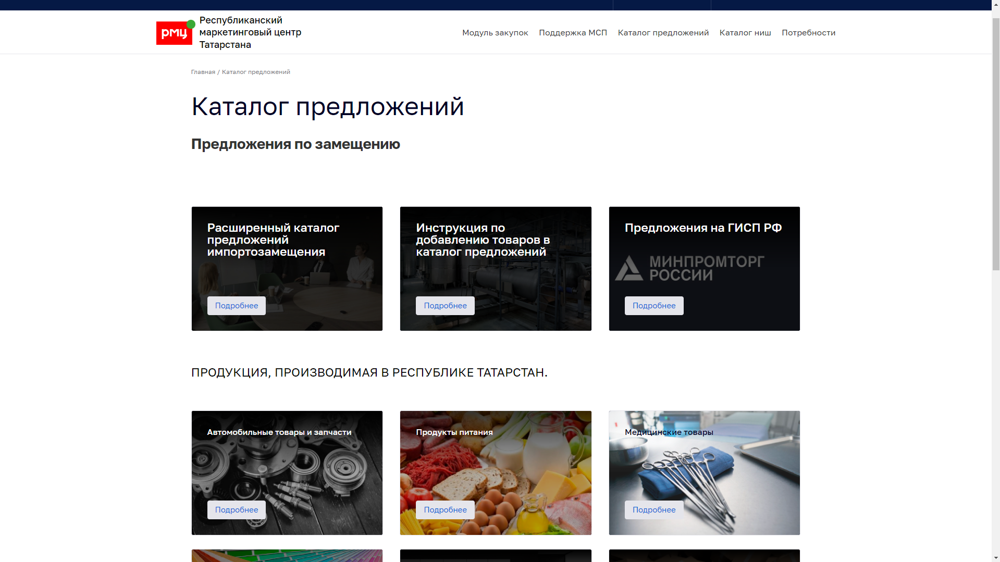 рмц
Республиканский
маркетинговый центр
Татарстана
Модуль закупок
Поддержка МСП
Каталог предложений
Каталог ниш
Потребности
Главная / Каталог предложений
Каталог предложений
Предложения по замещению
Расширенный каталог
предложений
импортозамещения
Подробнее
Инструкция по
добавлению товаров в
каталог предложений
Подробнее
Предложения на ГИСП РФ
МИНПРОМТОРГ
РОССИИ
Подробнее
ПРОДУКЦИЯ, ПРОИЗВОДИМАЯ В РЕСПУБЛИКЕ ТАТАРСТАН.
Автомобильные товары и запчасти
Подробнее
Продукты питания
Подробнее
Медицинские товары
Подробнее